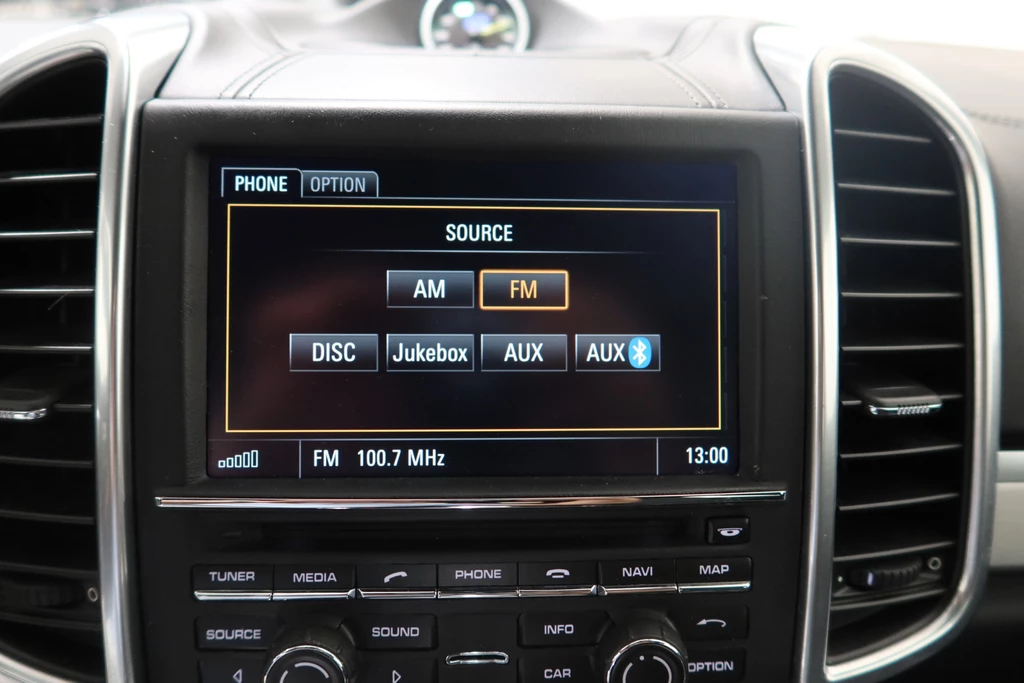 PHONE OPTION
SOURCE
AM FM
DISC Jukebox AUX AUX
FM 100.7 MHz 13:00
TUNER MEDIA PHONE NAVI MAP
SOURCE SOUND INFO
CAR OPTION